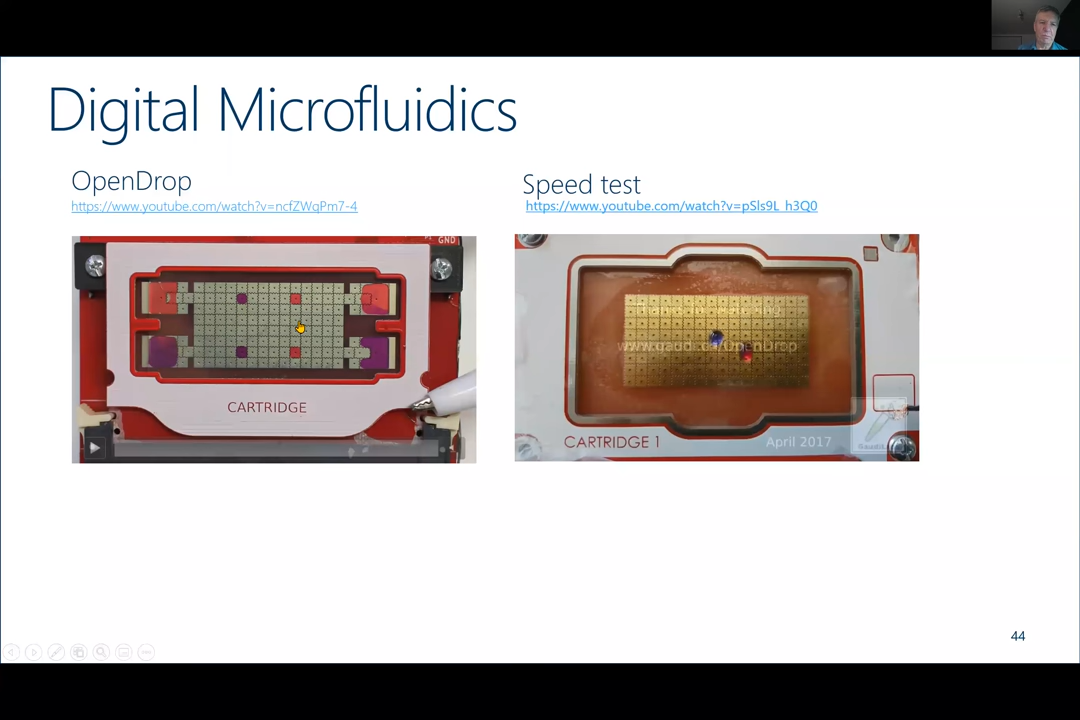 Digital Microfluidics
OpenDrop
https://www.youtube.com/watch?v=ncfZWqPm7-4
GND
CARTRIDGE
Speed test
https://www.youtube.com/watch?v=pSls9L_h3Q0
CARTRIDGE 1
April 2017
44